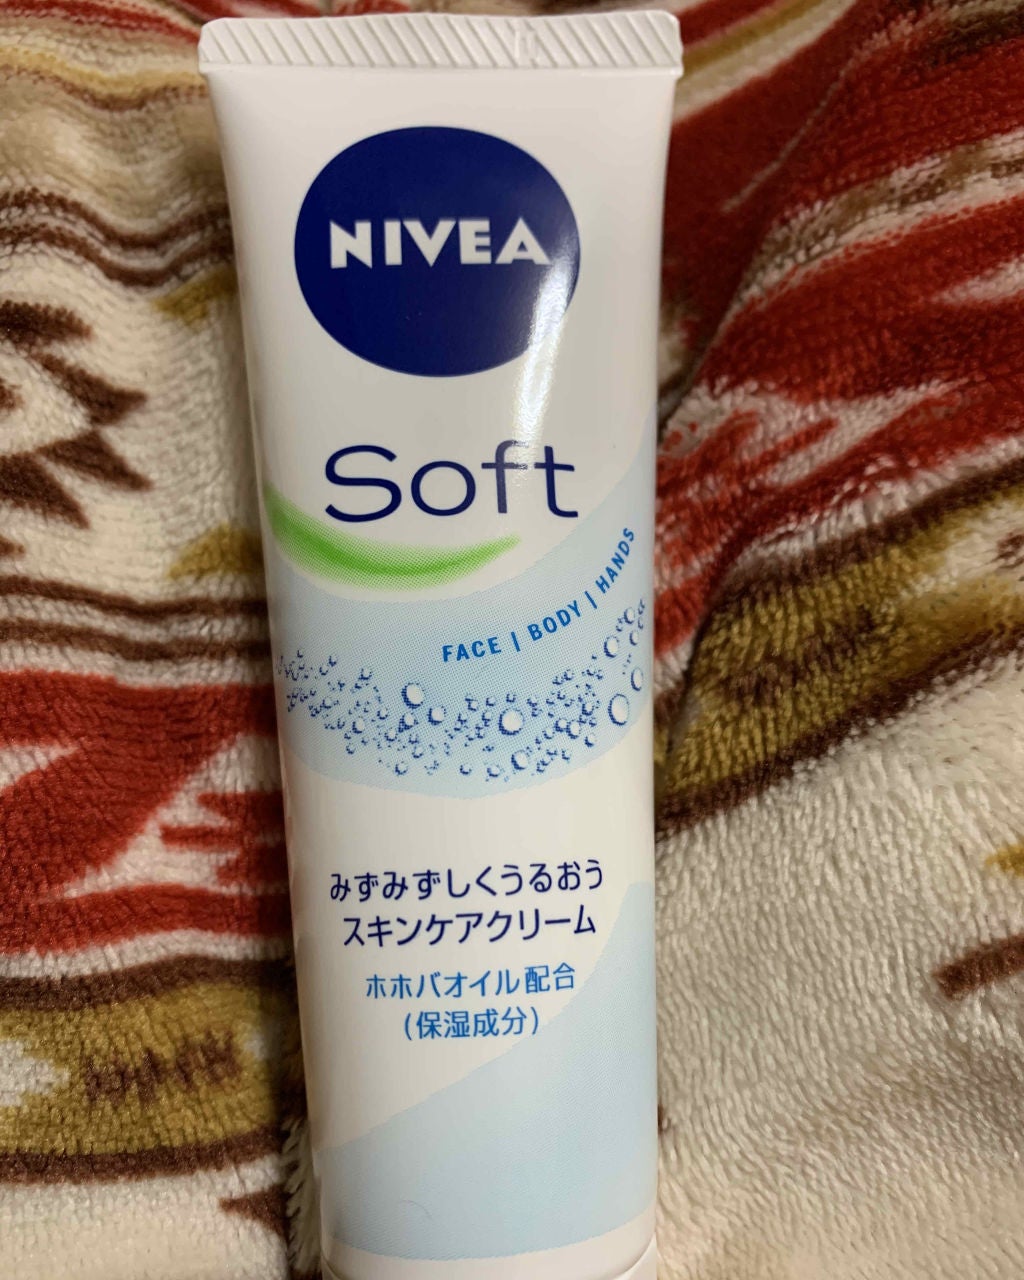 NIVEA
Soft
FACE | BODY | HANDS
みずみずしくうるおう
スキンケアクリーム
ホホバオイル配合
(保湿成分)